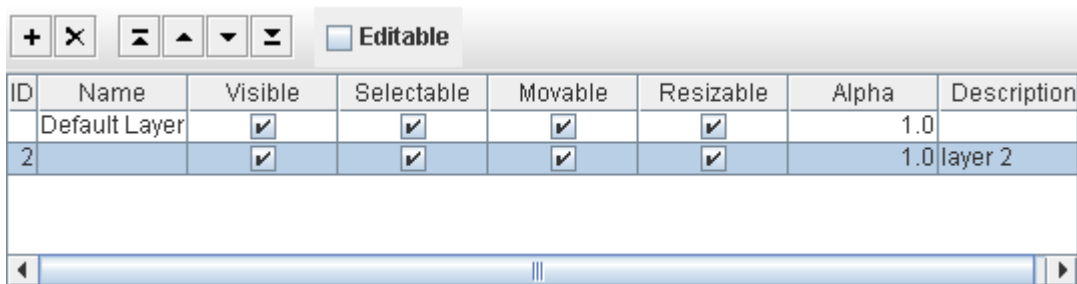 Editable
ID Name Visible Selectable Movable Resizable Alpha Description
Default Layer 1.0
2 1.0 layer 2